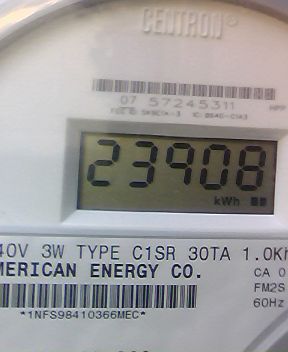 CENTRON®
07 57245311
23908
kWh
40V 3W TYPE C1SR 30TA 1.0Kh
MERICAN ENERGY CO.
CA 0
FM2S
60Hz
*1NFS98410366MEC*